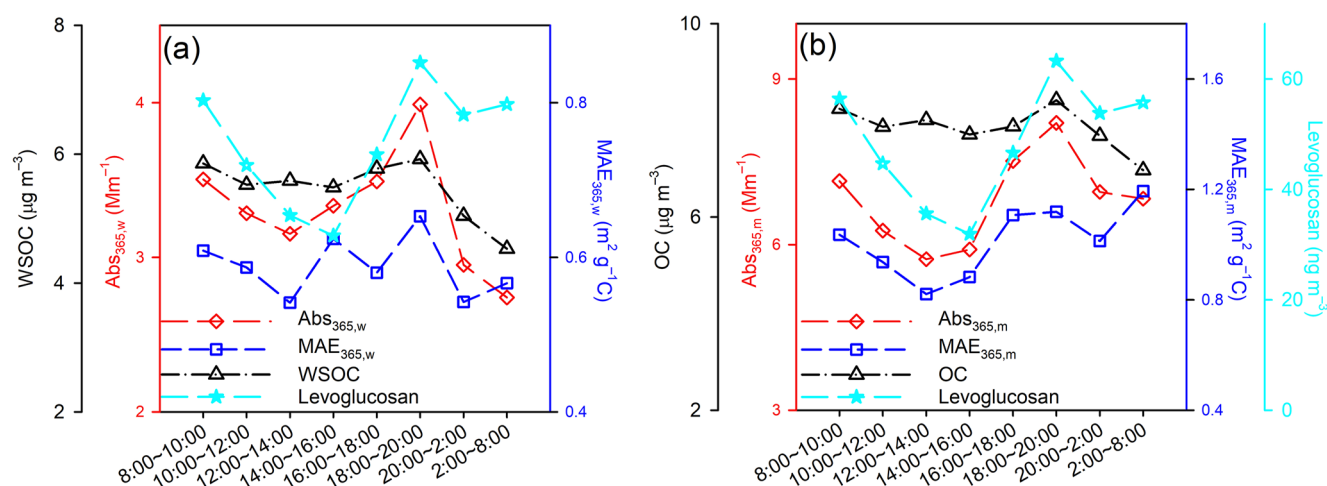 (a)
WSOC (μg m⁻³)
8
6
4
2
Abs365,w (Mm⁻¹)
4
3
2
MAE365,w (m² g⁻¹C)
0.8
0.6
0.4
Abs365,w
MAE365,w
WSOC
Levoglucosan
8:00~10:00
10:00~12:00
12:00~14:00
14:00~16:00
16:00~18:00
18:00~20:00
20:00~2:00
2:00~8:00
(b)
OC (μg m⁻³)
10
6
2
Abs365,m (Mm⁻¹)
9
6
3
MAE365,m (m² g⁻¹C)
1.6
1.2
0.8
0.4
Levoglucosan (ng m⁻³)
60
40
20
0
Abs365,m
MAE365,m
OC
Levoglucosan
8:00~10:00
10:00~12:00
12:00~14:00
14:00~16:00
16:00~18:00
18:00~20:00
20:00~2:00
2:00~8:00